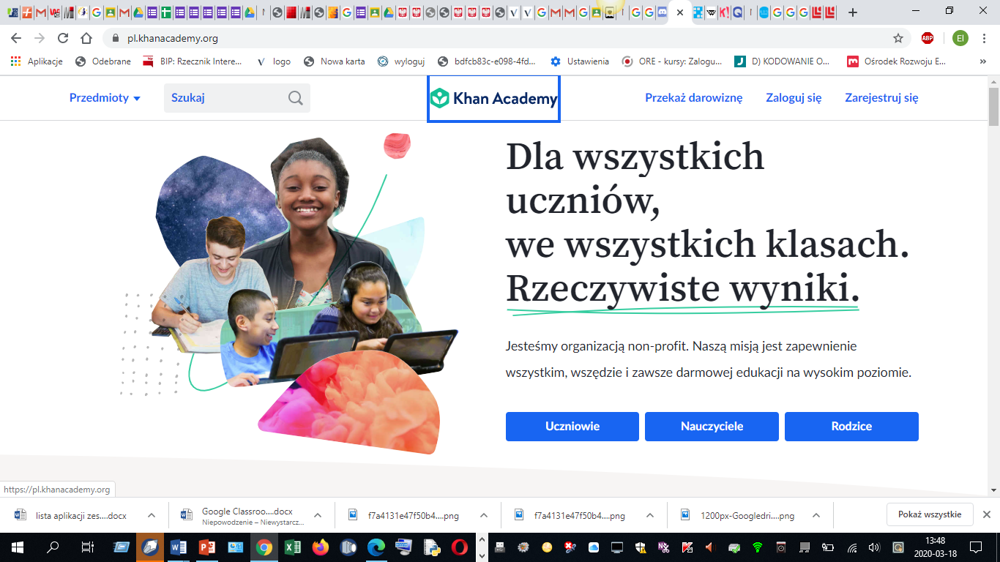 pl.khanacademy.org
ABP
EI
Aplikacje
Odebrane
BIP: Rzecznik Intere...
logo
Nowa karta
wyloguj
bdfcb83c-e098-4fd...
Ustawienia
ORE - kursy: Zalogu...
D) KODOWANIE O...
Ośrodek Rozwoju E...
»
Przedmioty
Szukaj
Khan Academy
Przekaż darowiznę
Zaloguj się
Zarejestruj się
Dla wszystkich
uczniów,
we wszystkich klasach.
Rzeczywiste wyniki.
Jesteśmy organizacją non-profit. Naszą misją jest zapewnienie
wszystkim, wszędzie i zawsze darmowej edukacji na wysokim poziomie.
Uczniowie
Nauczyciele
Rodzice
https://pl.khanacademy.org
lista aplikacji zes....docx
Google Classroo....docx
Niepowodzenie – Niewystarcz...
f7a4131e47f50b4....png
f7a4131e47f50b4....png
1200px-Googledri....png
Pokaż wszystkie
13:48
2020-03-18